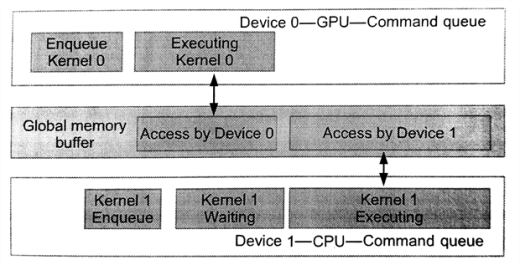 Device 0—GPU—Command queue
Enqueue
Kernel 0
Executing
Kernel 0
Global memory
buffer
Access by Device 0
Access by Device 1
Kernel 1
Enqueue
Kernel 1
Waiting
Kernel 1
Executing
Device 1—CPU—Command queue